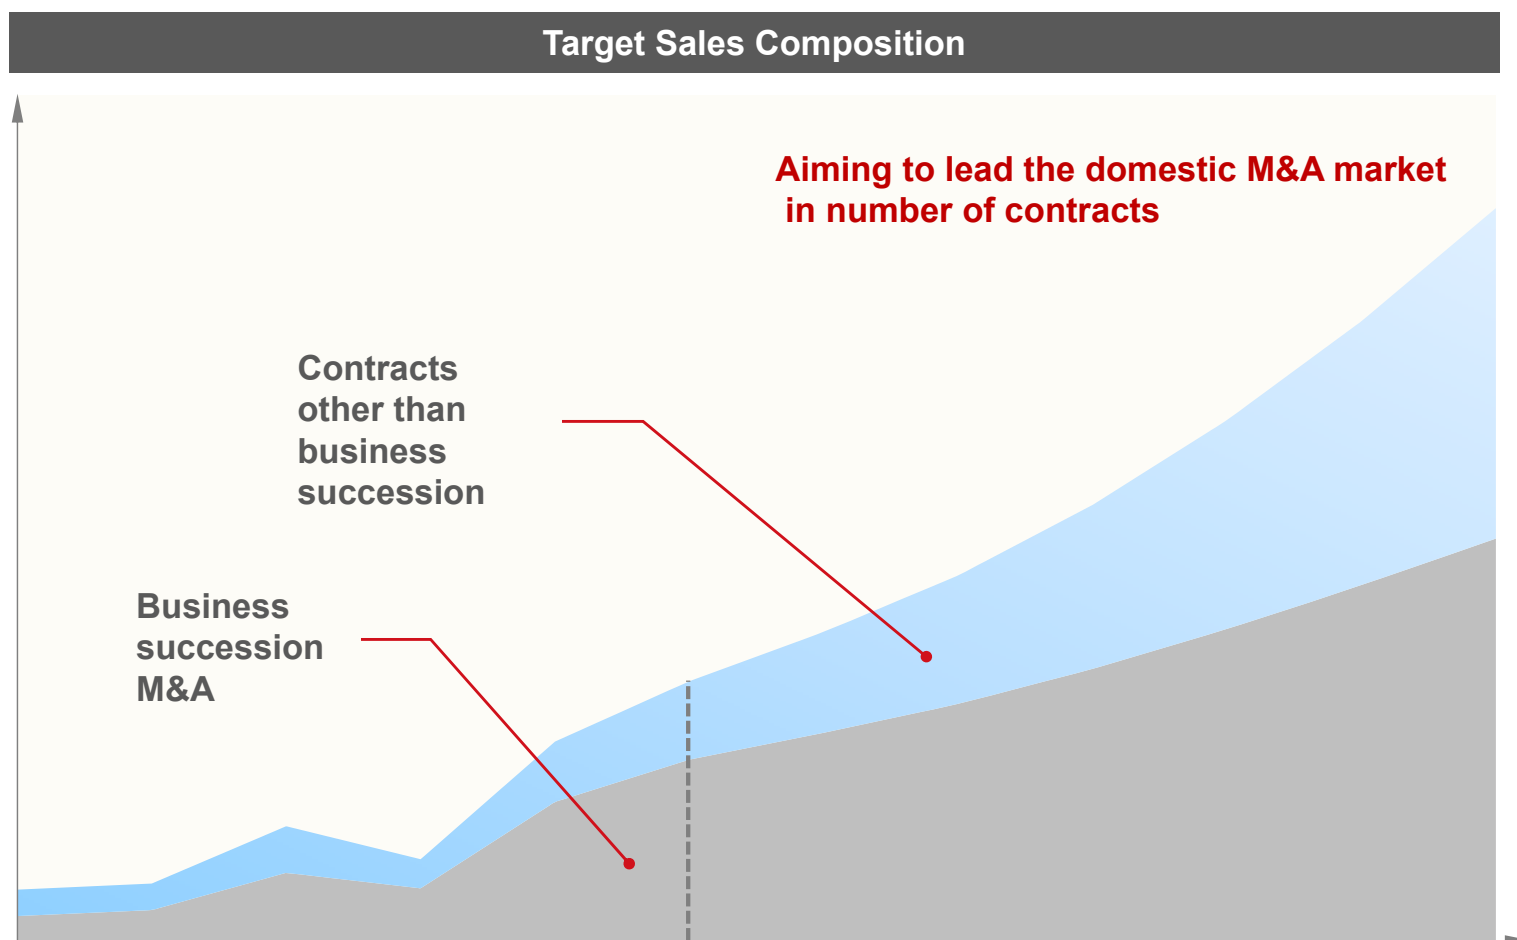 Target Sales Composition
Aiming to lead the domestic M&A market
in number of contracts
Contracts
other than
business
succession
Business
succession
M&A